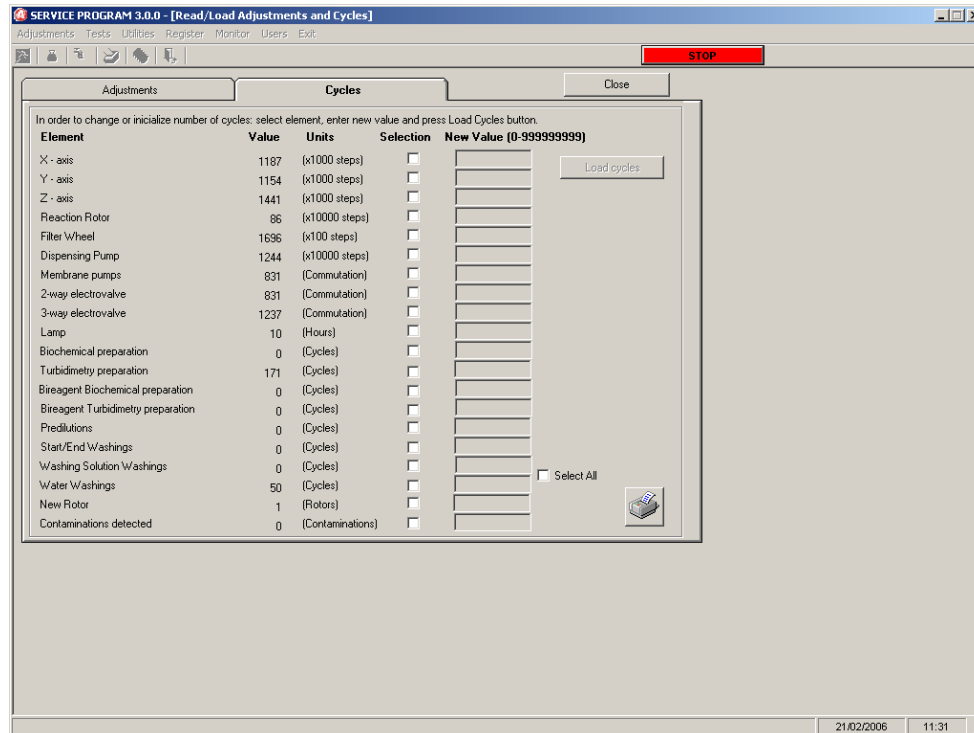 SERVICE PROGRAM 3.0.0 - [Read/Load Adjustments and Cycles]
Adjustments Tests Utilities Register Monitor Users Exit
STOP
Adjustments Cycles Close
In order to change or inicialize number of cycles: select element, enter new value and press Load Cycles button.
Element Value Units Selection New Value (0-999999999)
X - axis 1187 (x1000 steps)
Load cycles
Y - axis 1154 (x1000 steps)
Z - axis 1441 (x1000 steps)
Reaction Rotor 86 (x10000 steps)
Filter Wheel 1696 (x100 steps)
Dispensing Pump 1244 (x10000 steps)
Membrane pumps 831 (Commutation)
2-way electrovalve 831 (Commutation)
3-way electrovalve 1237 (Commutation)
Lamp 10 (Hours)
Biochemical preparation 0 (Cycles)
Turbidimetry preparation 171 (Cycles)
Bireagent Biochemical preparation 0 (Cycles)
Bireagent Turbidimetry preparation 0 (Cycles)
Predilutions 0 (Cycles)
Start/End Washings 0 (Cycles)
Washing Solution Washings 0 (Cycles)
Select All
Water Washings 50 (Cycles)
New Rotor 1 (Rotors)
Contaminations detected 0 (Contaminations)
21/02/2006 11:31